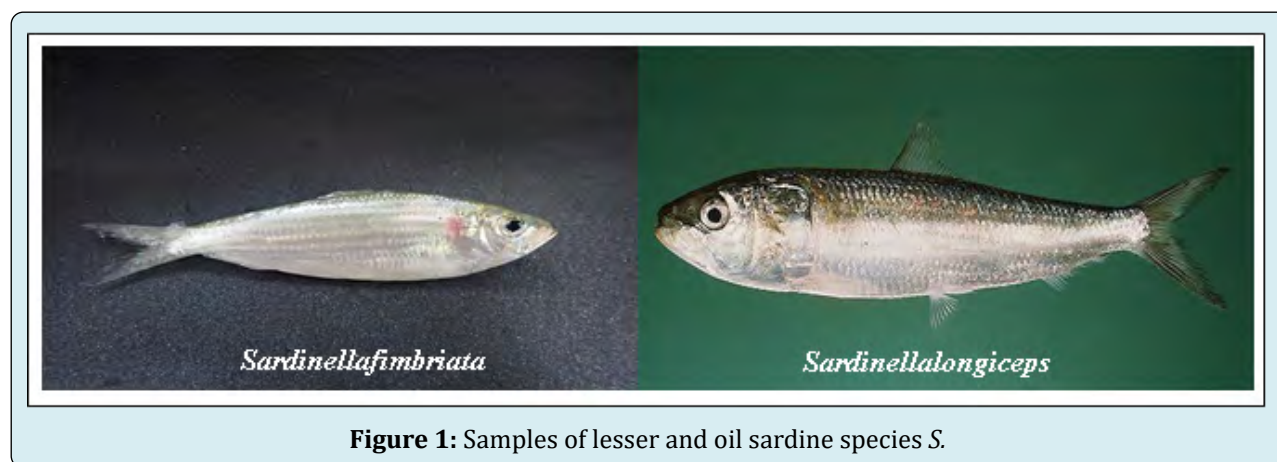 Sardinellafimbriata
Sardinellalongiceps
Figure 1: Samples of lesser and oil sardine species S.